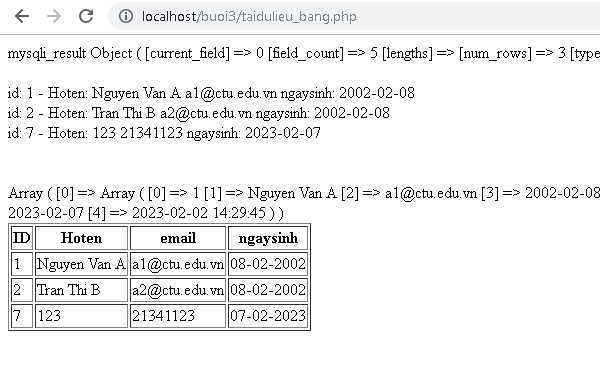 localhost/buoi3/taidulieu_bang.php
mysqli_result Object ( [current_field] => 0 [field_count] => 5 [lengths] => [num_rows] => 3 [type
id: 1 - Hoten: Nguyen Van A a1@ctu.edu.vn ngaysinh: 2002-02-08
id: 2 - Hoten: Tran Thi B a2@ctu.edu.vn ngaysinh: 2002-02-08
id: 7 - Hoten: 123 21341123 ngaysinh: 2023-02-07
Array ( [0] => Array ( [0] => 1 [1] => Nguyen Van A [2] => a1@ctu.edu.vn [3] => 2002-02-08
2023-02-07 [4] => 2023-02-02 14:29:45 ) )
ID Hoten email ngaysinh
1 Nguyen Van A a1@ctu.edu.vn 08-02-2002
2 Tran Thi B a2@ctu.edu.vn 08-02-2002
7 123 21341123 07-02-2023